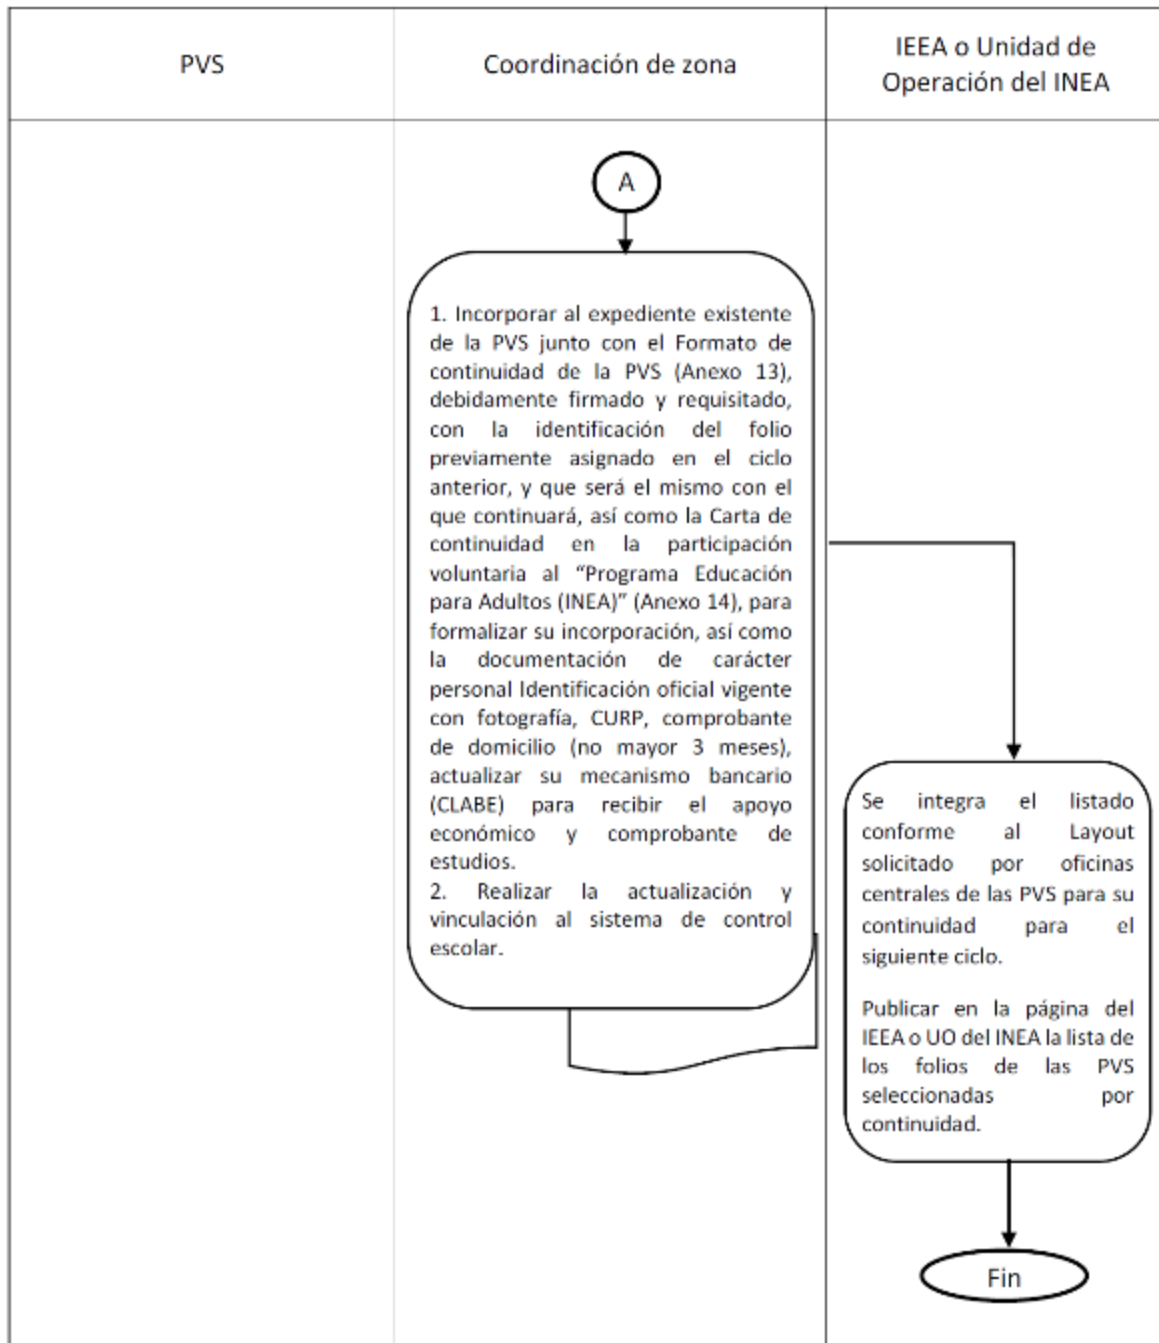 PVS
Coordinación de zona
IEEA o Unidad de
Operación del INEA
A
1. Incorporar al expediente existente
de la PVS junto con el Formato de
continuidad de la PVS (Anexo 13),
debidamente firmado y requisitado,
con la identificación del folio
previamente asignado en el ciclo
anterior, y que será el mismo con el
que continuará, así como la Carta de
continuidad en la participación
voluntaria al “Programa Educación
para Adultos (INEA)” (Anexo 14), para
formalizar su incorporación, así como
la documentación de carácter
personal Identificación oficial vigente
con fotografía, CURP, comprobante
de domicilio (no mayor 3 meses),
actualizar su mecanismo bancario
(CLABE) para recibir el apoyo
económico y comprobante de
estudios.
2. Realizar la actualización y
vinculación al sistema de control
escolar.
Se integra el listado
conforme al Layout
solicitado por oficinas
centrales de las PVS para su
continuidad para el
siguiente ciclo.
Publicar en la página del
IEEA o UO del INEA la lista de
los folios de las PVS
seleccionadas por
continuidad.
Fin